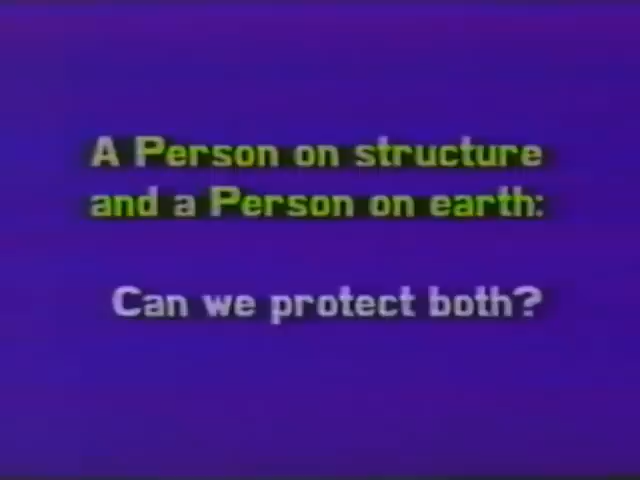 A Person on structure
and a Person on earth:
Can we protect both?